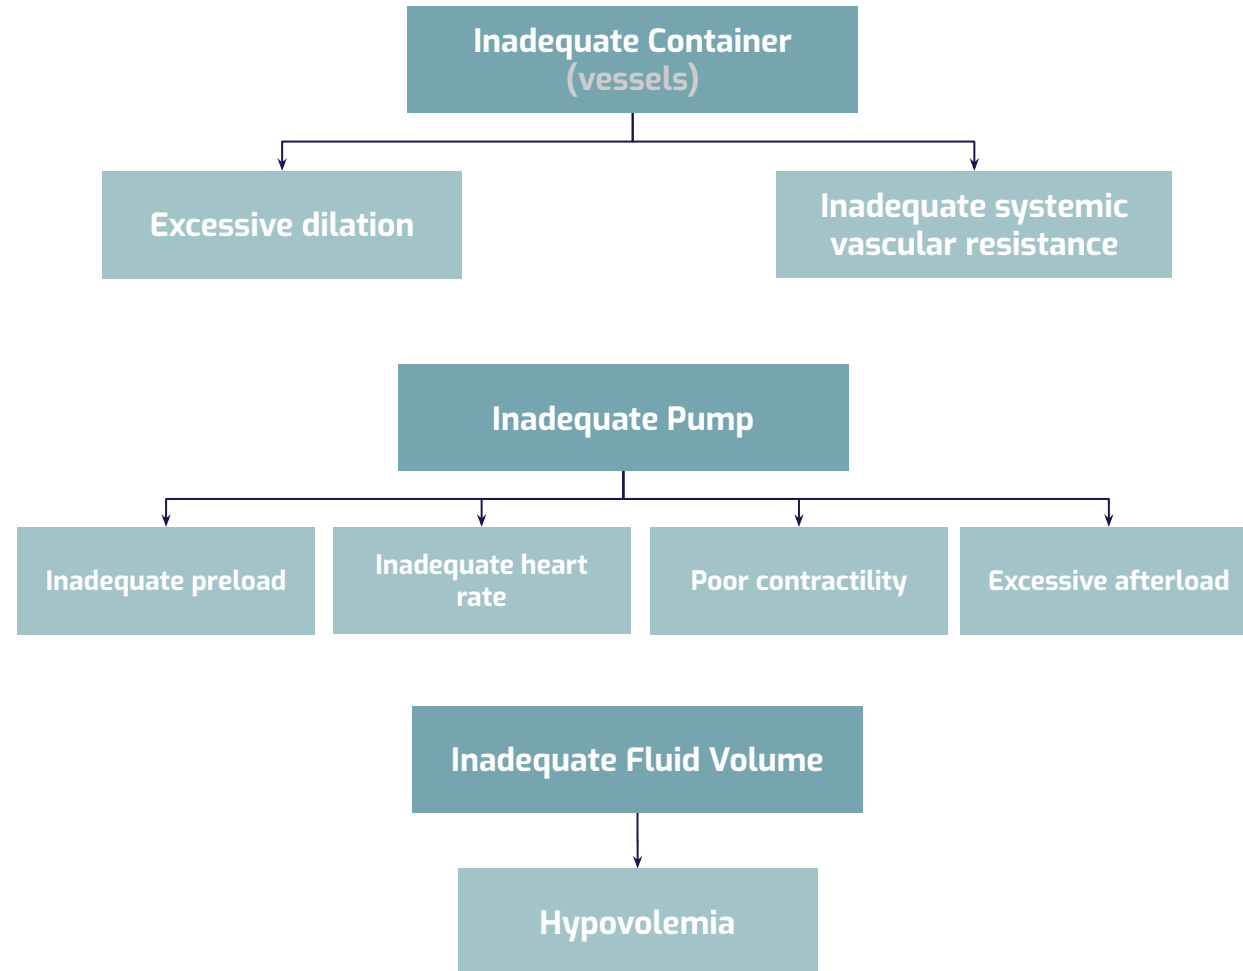 Inadequate Container
(vessels)
Excessive dilation
Inadequate systemic
vascular resistance
Inadequate Pump
Inadequate preload
Inadequate heart
rate
Poor contractility
Excessive afterload
Inadequate Fluid Volume
Hypovolemia